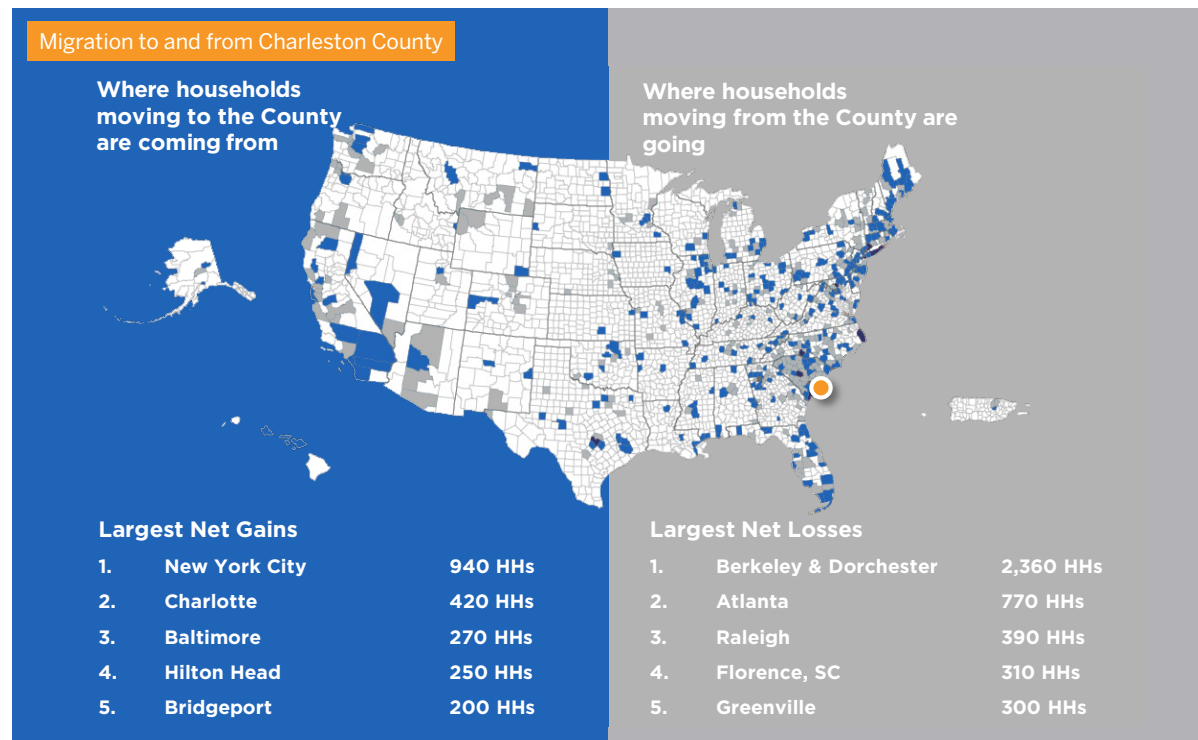 Migration to and from Charleston County
Where households
moving to the County
are coming from
Where households
moving from the County are
going
Largest Net Gains
1. New York City 940 HHs
2. Charlotte 420 HHs
3. Baltimore 270 HHs
4. Hilton Head 250 HHs
5. Bridgeport 200 HHs
Largest Net Losses
1. Berkeley & Dorchester 2,360 HHs
2. Atlanta 770 HHs
3. Raleigh 390 HHs
4. Florence, SC 310 HHs
5. Greenville 300 HHs